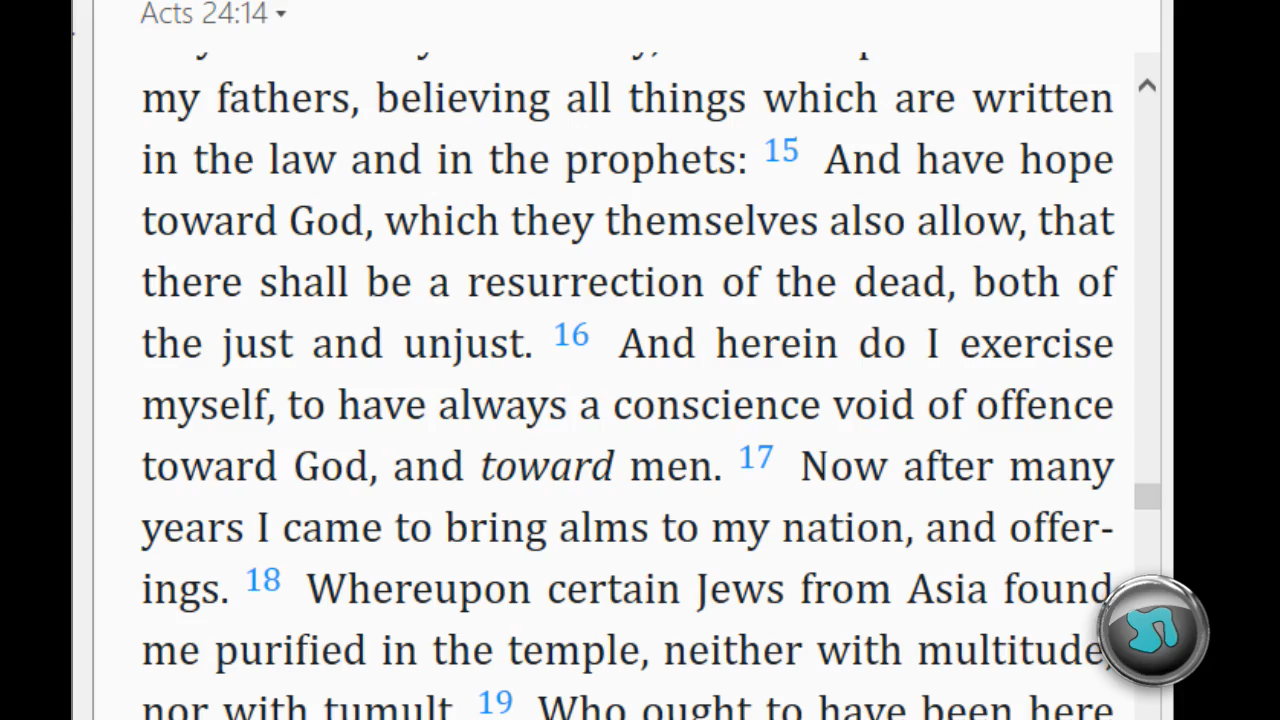 Acts 24:14
my fathers, believing all things which are written
in the law and in the prophets: 15 And have hope
toward God, which they themselves also allow, that
there shall be a resurrection of the dead, both of
the just and unjust. 16 And herein do I exercise
myself, to have always a conscience void of offence
toward God, and toward men. 17 Now after many
years I came to bring alms to my nation, and offer-
ings. 18 Whereupon certain Jews from Asia found
me purified in the temple, neither with multitude,
nor with tumult. 19 Who ought to have been here